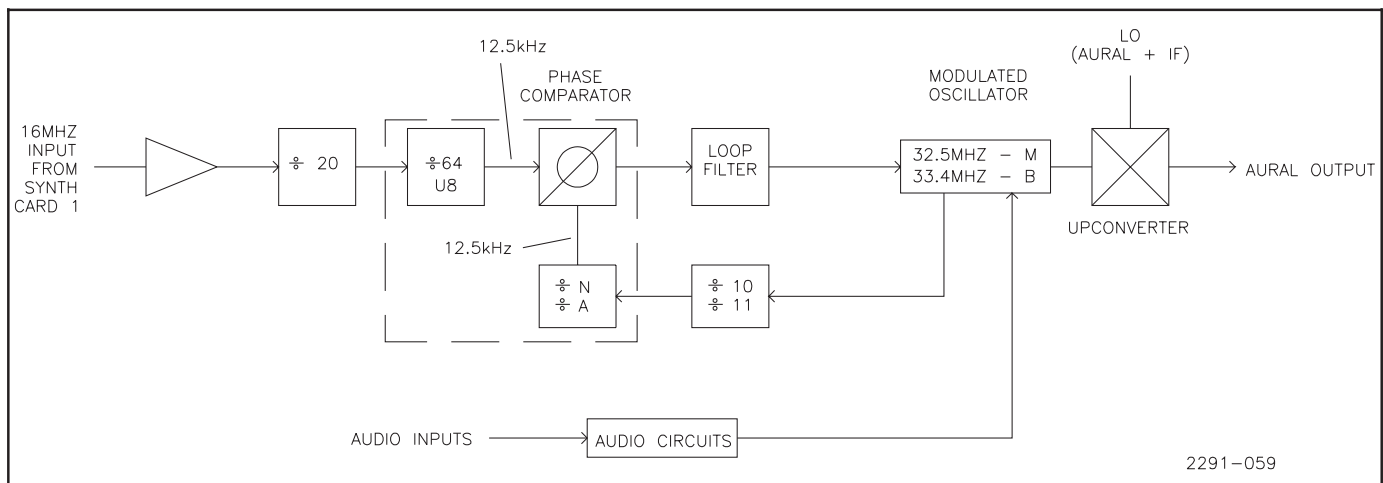 12.5kHz
LO
(AURAL + IF)
PHASE
COMPARATOR
MODULATED
OSCILLATOR
16MHZ
INPUT
FROM
SYNTH
CARD 1
÷ 20
÷64
U8
LOOP
FILTER
32.5MHZ - M
33.4MHZ - B
AURAL OUTPUT
UPCONVERTER
12.5kHz
÷ N
÷ A
÷ 10
÷ 11
AUDIO INPUTS
AUDIO CIRCUITS
2291-059